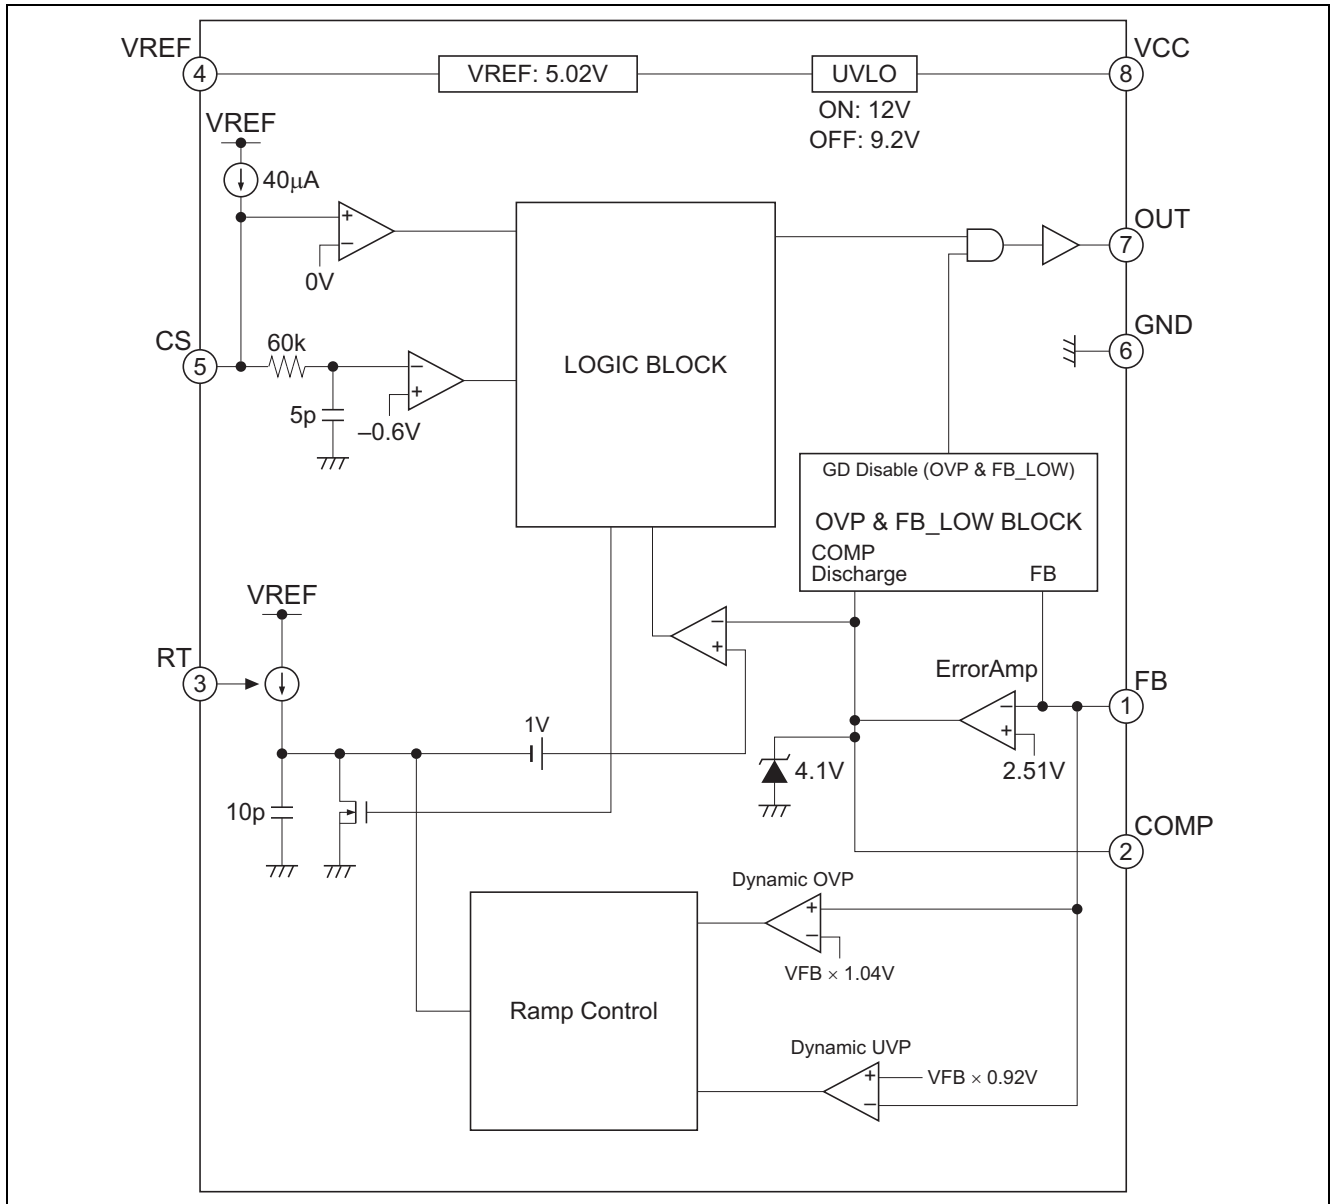 VREF
4
VREF: 5.02V
UVLO
ON: 12V
OFF: 9.2V
VCC
8
VREF
40μA
+
−
0V
CS
5
60k
5p
−
+
−0.6V
LOGIC BLOCK
OUT
7
GND
6
GD Disable (OVP & FB_LOW)
OVP & FB_LOW BLOCK
COMP
Discharge
FB
VREF
RT
3
−
+
ErrorAmp
−
+
2.51V
FB
1
1V
4.1V
10p
COMP
2
Dynamic OVP
+
−
VFB × 1.04V
Ramp Control
Dynamic UVP
+
−
VFB × 0.92V